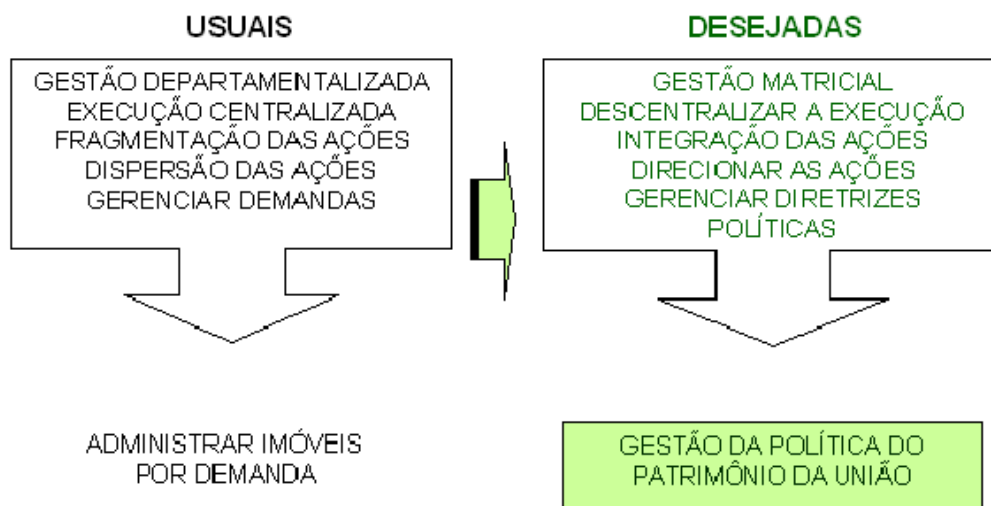 USUAIS
GESTÃO DEPARTAMENTALIZADA
EXECUÇÃO CENTRALIZADA
FRAGMENTAÇÃO DAS AÇÕES
DISPERSÃO DAS AÇÕES
GERENCIAR DEMANDAS
ADMINISTRAR IMÓVEIS
POR DEMANDA
DESEJADAS
GESTÃO MATRICIAL
DESCENTRALIZAR A EXECUÇÃO
INTEGRAÇÃO DAS AÇÕES
DIRECIONAR AS AÇÕES
GERENCIAR DIRETRIZES
POLÍTICAS
GESTÃO DA POLÍTICA DO
PATRIMÔNIO DA UNIÃO